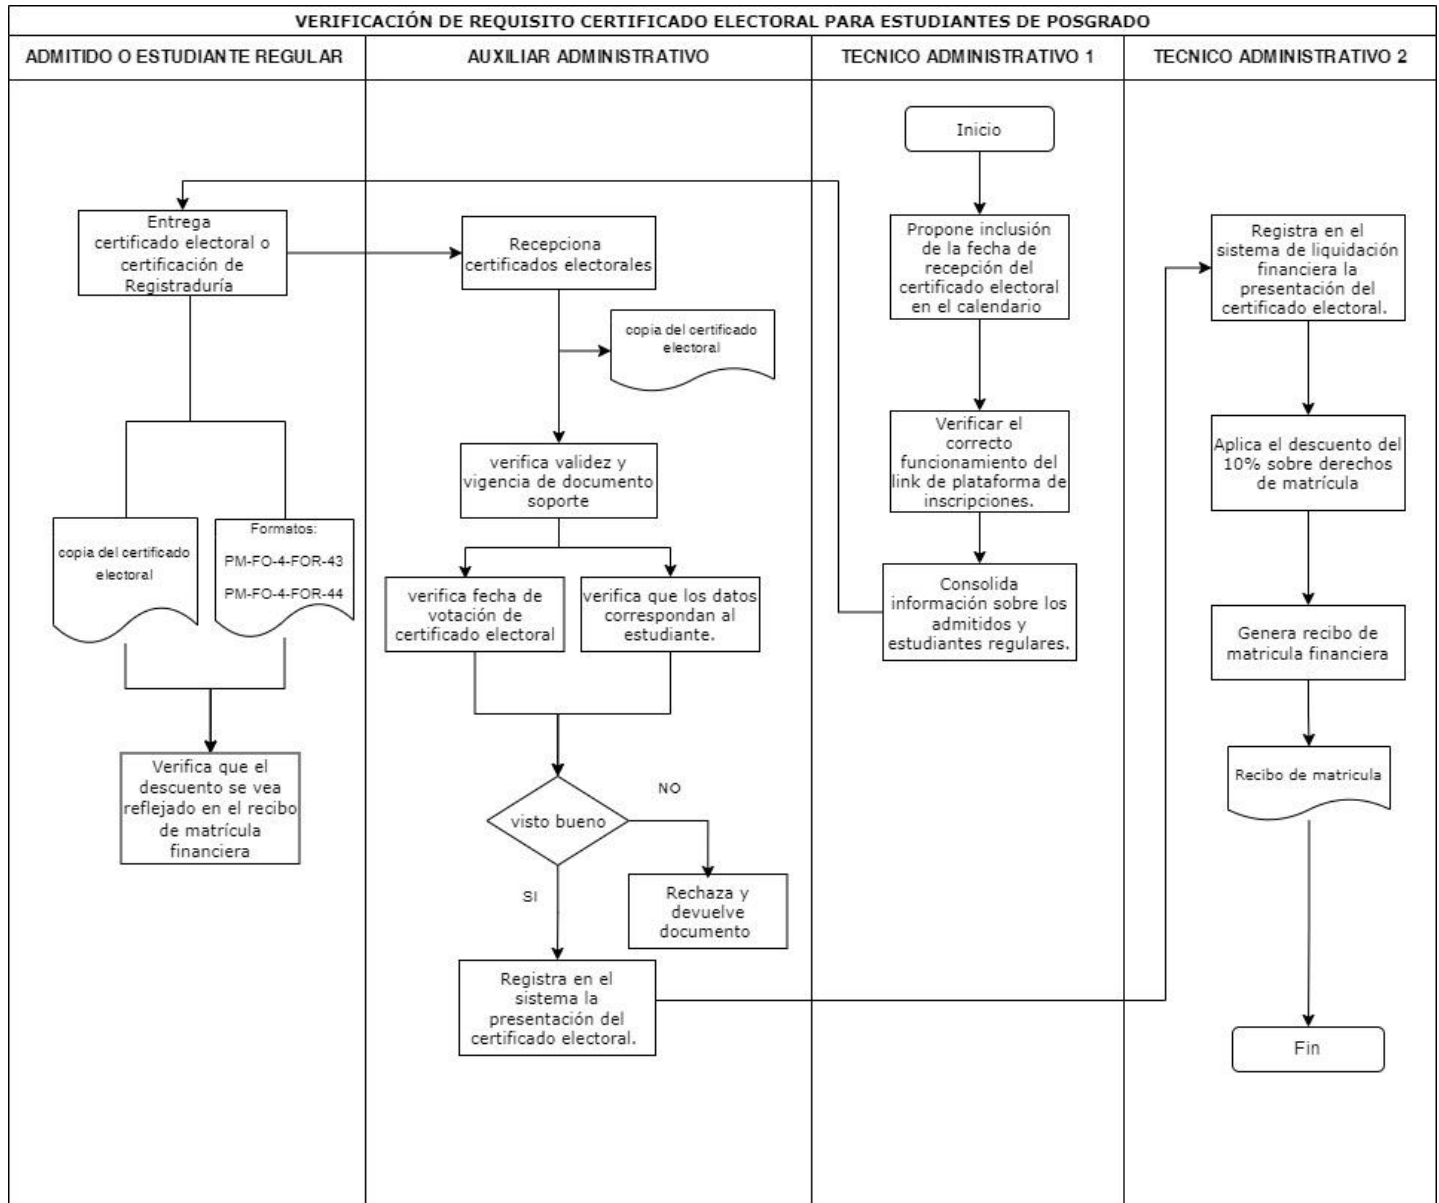 VERIFICACIÓN DE REQUISITO CERTIFICADO ELECTORAL PARA ESTUDIANTES DE POSGRADO
ADMITIDO O ESTUDIANTE REGULAR
AUXILIAR ADMINISTRATIVO
TECNICO ADMINISTRATIVO 1
TECNICO ADMINISTRATIVO 2
Entrega
certificado electoral o
certificación de
Registraduría
copia del certificado
electoral
Formatos:
PM-FO-4-FOR-43
PM-FO-4-FOR-44
Verifica que el
descuento se vea
reflejado en el recibo
de matrícula
financiera
Recepciona
certificados electorales
copia del certificado
electoral
verifica validez y
vigencia de documento
soporte
verifica fecha de
votación de
certificado electoral
verifica que los datos
correspondan al
estudiante.
visto bueno
NO
SI
Rechaza y
devuelve
documento
Registra en el
sistema la
presentación del
certificado electoral.
Inicio
Propone inclusión
de la fecha de
recepción del
certificado electoral
en el calendario
Verificar el
correcto
funcionamiento del
link de plataforma de
inscripciones.
Consolida
información sobre los
admitidos y
estudiantes regulares.
Registra en el
sistema de liquidación
financiera la
presentación del
certificado electoral.
Aplica el descuento del
10% sobre derechos
de matrícula
Genera recibo de
matricula financiera
Recibo de matricula
Fin